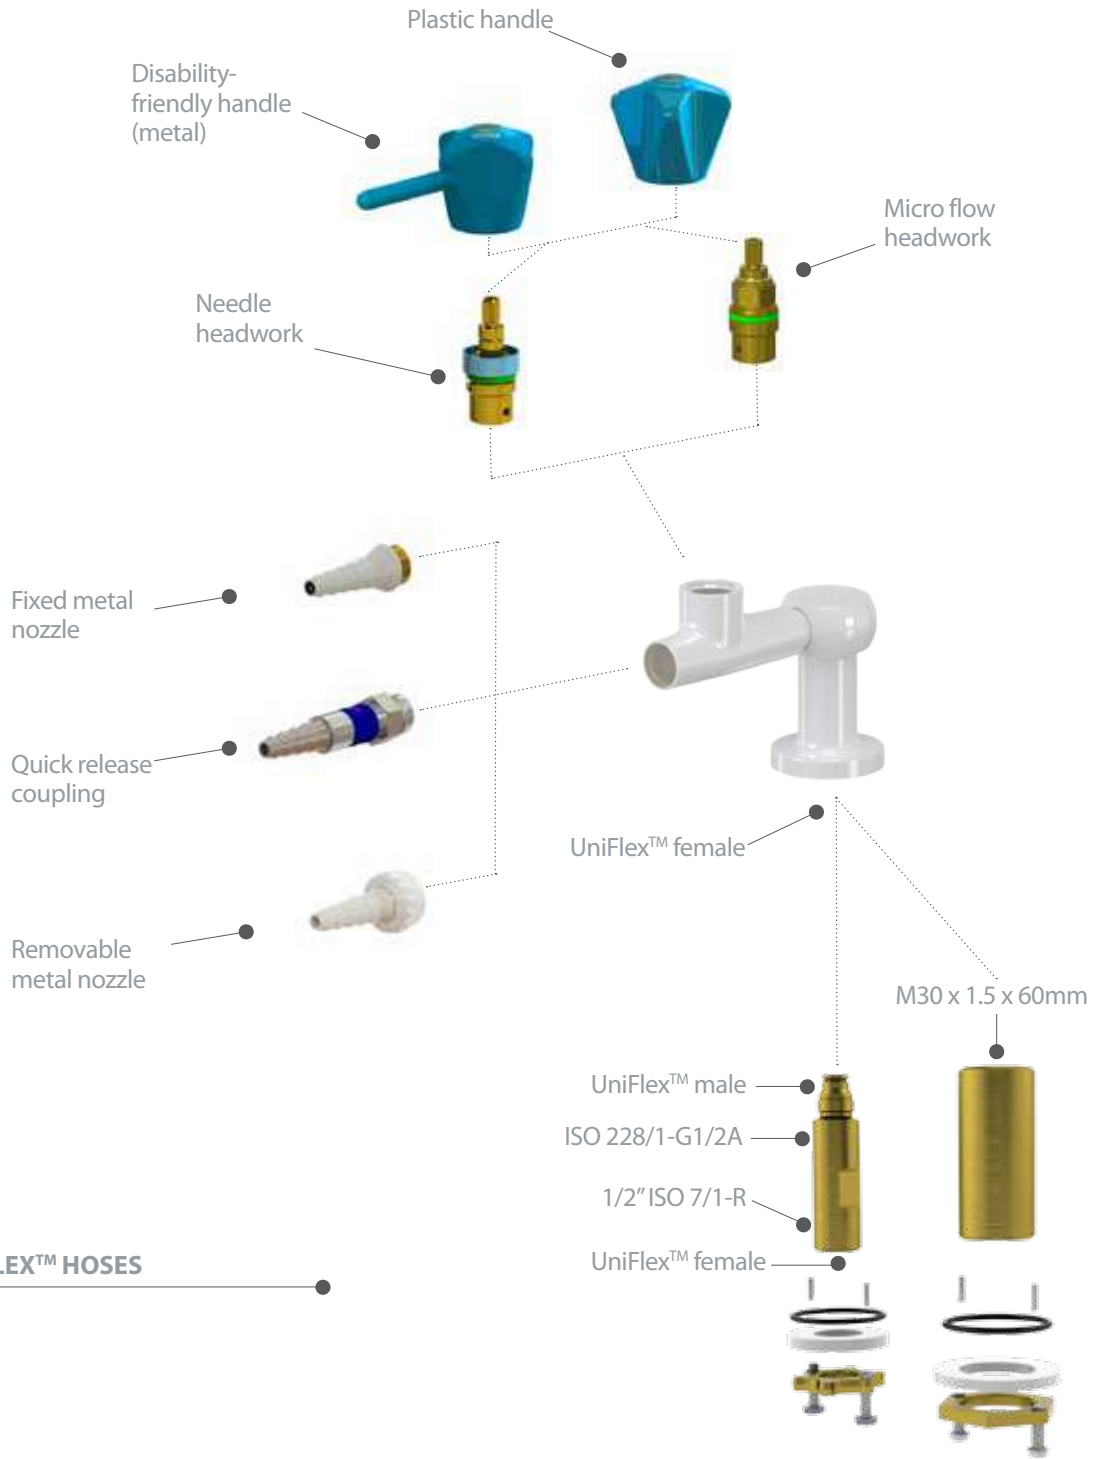 Plastic handle
Disability-
friendly handle
(metal)
Micro flow
headwork
Needle
headwork
Fixed metal
nozzle
Quick release
coupling
UniFlex™ female
Removable
metal nozzle
M30 x 1.5 x 60mm
UniFlex™ male
ISO 228/1-G1/2A
1/2” ISO 7/1-R
UniFlex™ female
LEX™ HOSES